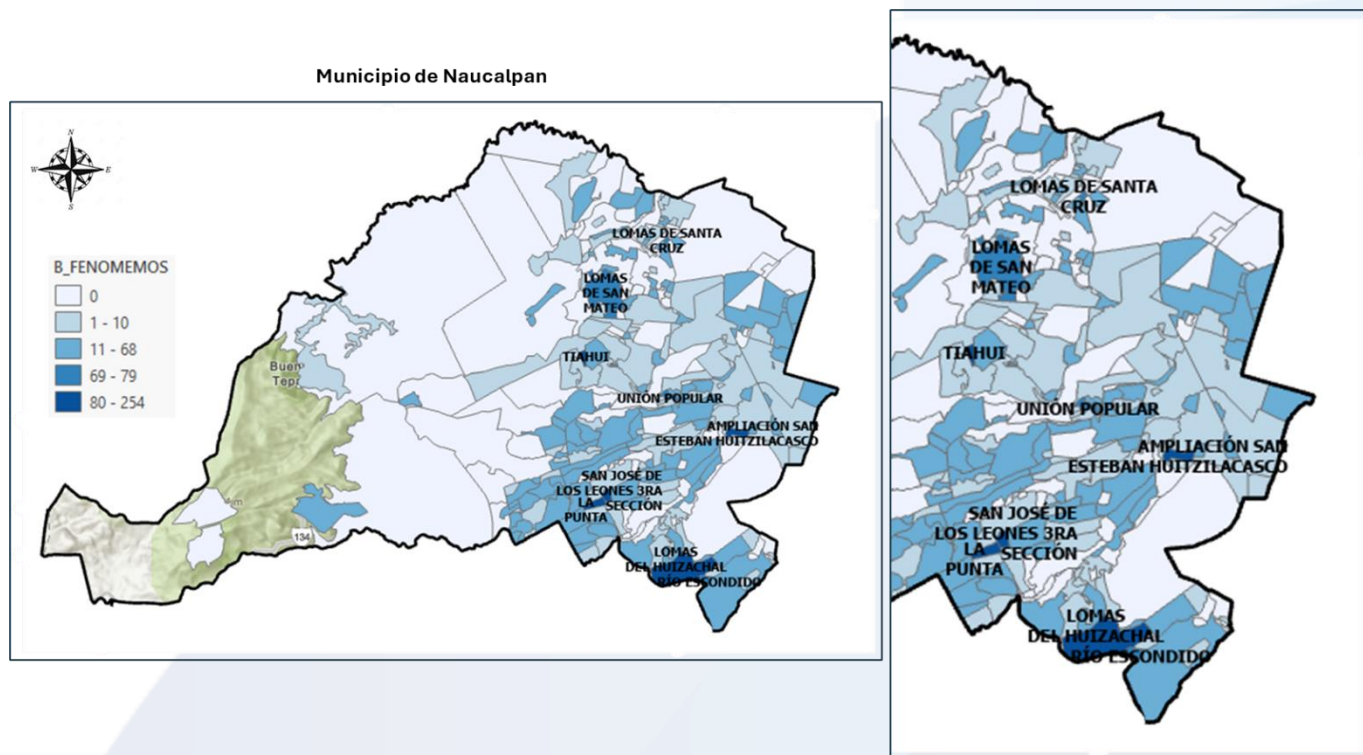 Municipio de Naucalpan
N
W
E
S
B_FENOMEMOS
0
1 - 10
11 - 68
69 - 79
80 - 254
LOMAS DE SANTA
CRUZ
LOMAS
DE SAN
MATEO
TIAHUI
UNIÓN POPULAR
AMPLIACIÓN SAN
ESTEBAN HUITZILACASCO
SAN JOSÉ DE
LOS LEONES 3RA
SECCIÓN
LA
PUNTA
LOMAS
DEL HUIZACHAL
RÍO ESCONDIDO
134
LOMAS DE SANTA
CRUZ
LOMAS
DE SAN
MATEO
TIAHUI
UNIÓN POPULAR
AMPLIACIÓN SAN
ESTEBAN HUITZILACASCO
SAN JOSÉ DE
LOS LEONES 3RA
SECCIÓN
LA
PUNTA
LOMAS
DEL HUIZACHAL
RÍO ESCONDIDO